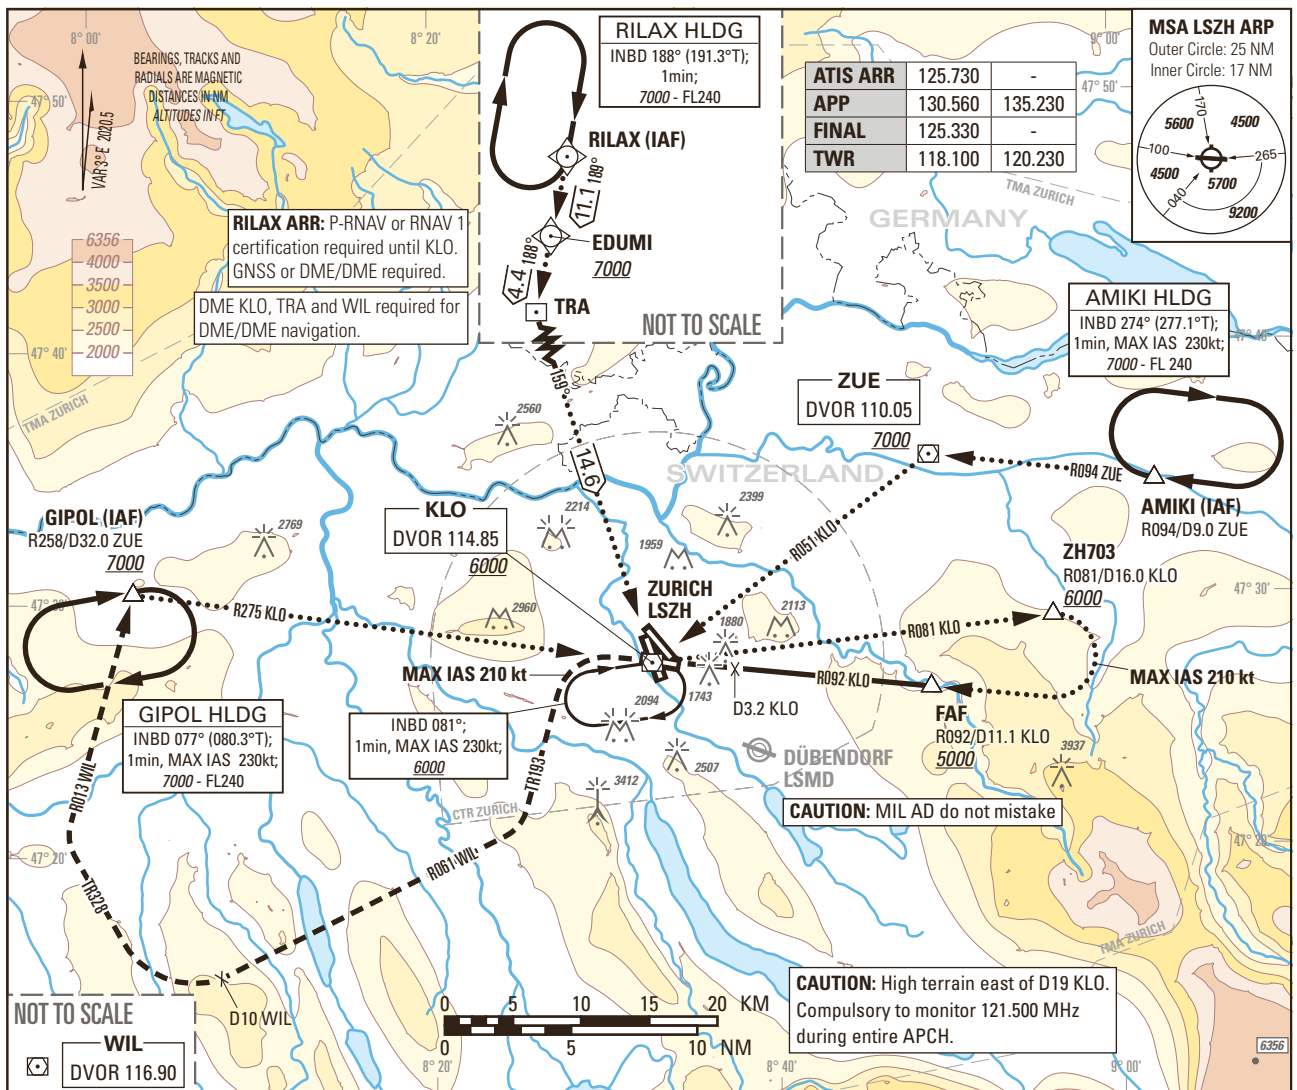 8° 00'
8° 20'
9° 00'
BEARINGS, TRACKS AND
RADIALS ARE MAGNETIC
DISTANCES IN NM
ALTITUDES IN FT
47° 50'
VAR 3° E 2020.5
RILAX HLDG
INBD 188° (191.3°T);
1min;
7000 - FL240
ATIS ARR 125.730 -
APP 130.560 135.230
FINAL 125.330 -
TWR 118.100 120.230
47° 50'
MSA LSZH ARP
Outer Circle: 25 NM
Inner Circle: 17 NM
170
5600
4500
100
265
4500
5700
040
9200
RILAX (IAF)
11.1 189°
EDUMI
7000
4.4 188°
TRA
NOT TO SCALE
159°
14.6
RILAX ARR: P-RNAV or RNAV 1
certification required until KLO.
GNSS or DME/DME required.
DME KLO, TRA and WIL required for
DME/DME navigation.
6356
4000
3500
3000
2500
2000
47° 40'
TMA ZURICH
TMA ZURICH
GERMANY
AMIKI HLDG
INBD 274° (277.1°T);
1min, MAX IAS 230kt;
7000 - FL 240
47° 40'
ZUE
DVOR 110.05
7000
R094 ZUE
AMIKI (IAF)
R094/D9.0 ZUE
SWITZERLAND
2560
2399
2214
1959
2769
GIPOL (IAF)
R258/D32.0 ZUE
7000
KLO
DVOR 114.85
6000
R051 KLO
ZH703
R081/D16.0 KLO
6000
47° 30'
47° 30'
R275 KLO
ZURICH
LSZH
2960
2113
1880
R081 KLO
MAX IAS 210 kt
MAX IAS 210 kt
R092 KLO
D3.2 KLO
1743
2094
FAF
R092/D11.1 KLO
5000
INBD 081°;
1min, MAX IAS 230kt;
6000
GIPOL HLDG
INBD 077° (080.3°T);
1min, MAX IAS 230kt;
7000 - FL240
R013 WIL
TR193
DÜBENDORF
LSMD
2507
3412
3937
CTR ZURICH
CAUTION: MIL AD do not mistake
47° 20'
47° 20'
R061 WIL
TR328
D10 WIL
TMA ZURICH
NOT TO SCALE
WIL
DVOR 116.90
0 5 10 15 20 KM
0 5 10 NM
CAUTION: High terrain east of D19 KLO.
Compulsory to monitor 121.500 MHz
during entire APCH.
6356
8° 20'
8° 40'
9° 00'